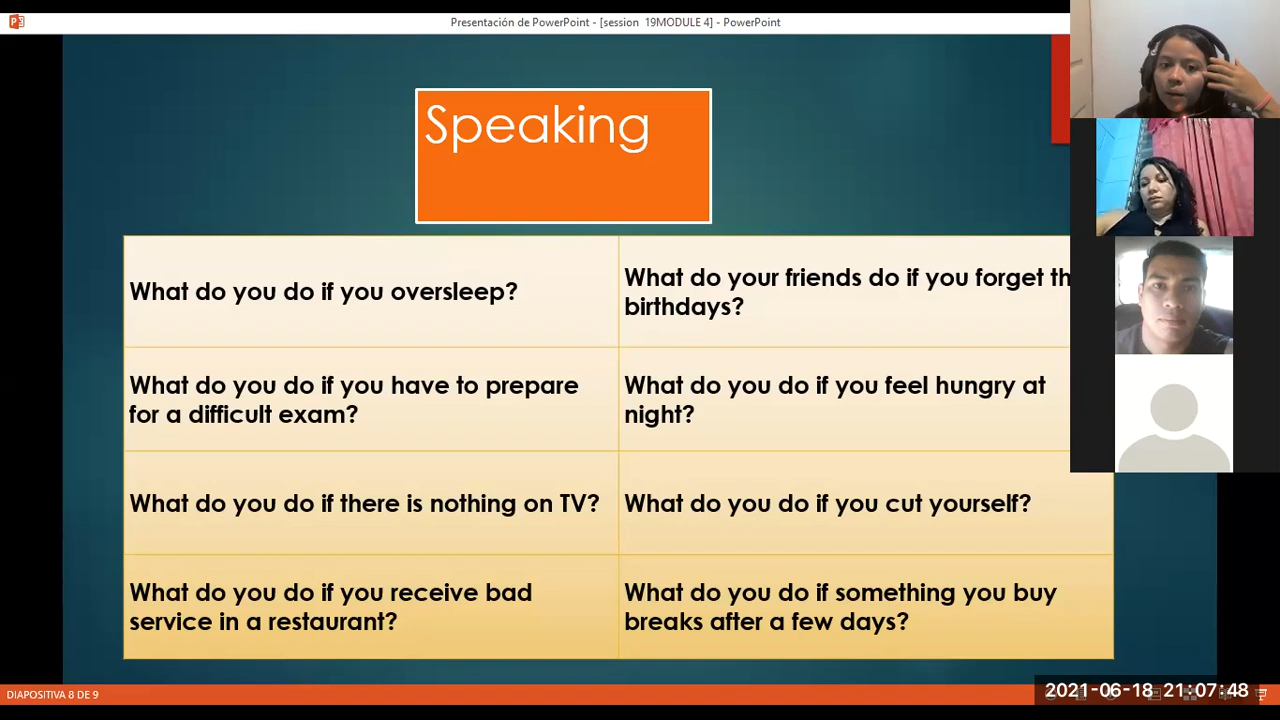 Presentación de PowerPoint - [session 19MODULE 4] - PowerPoint
Speaking
What do you do if you oversleep?
What do your friends do if you forget th
birthdays?
What do you do if you have to prepare
for a difficult exam?
What do you do if you feel hungry at
night?
What do you do if there is nothing on TV?
What do you do if you cut yourself?
What do you do if you receive bad
service in a restaurant?
What do you do if something you buy
breaks after a few days?
DIAPOSITIVA 8 DE 9
2021-06-18 21:07:48